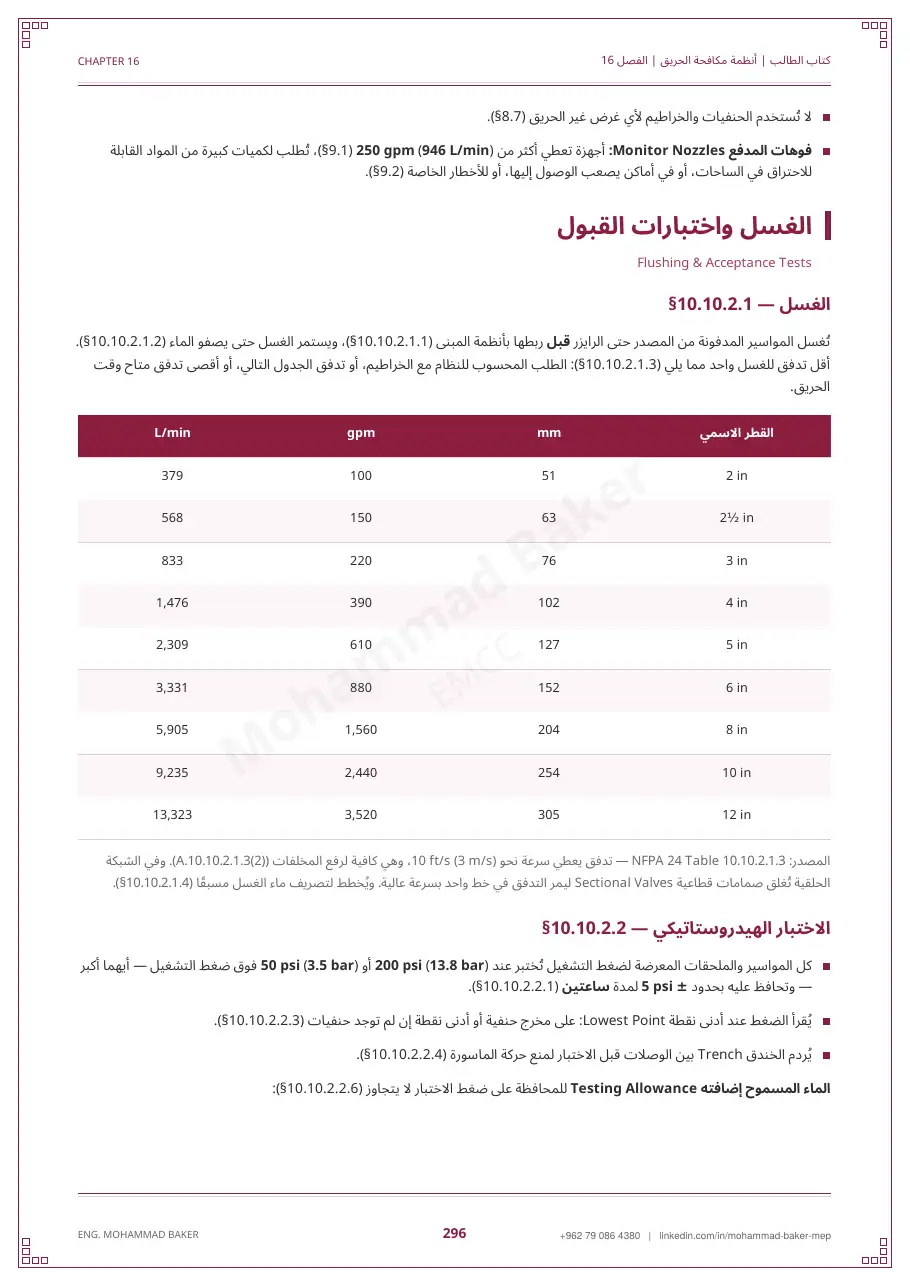 CHAPTER 16
كتاب الطالب | أنظمة مكافحة الحريق | الفصل 16
لا تُستخدم الحنفيات والخراطيم لأي غرض غير الحريق (§8.7).
فوهات المدفع Monitor Nozzles: أجهزة تعطي أكثر من 250 gpm (946 L/min) (§9.1)، تُطلب لكميات كبيرة من المواد القابلة
للاحتراق في الساحات، أو في أماكن يصعب الوصول إليها، أو للأخطار الخاصة (§9.2).
الغسل واختبارات القبول
Flushing & Acceptance Tests
الغسل — §10.10.2.1
تُغسل المواسير المدفونة من المصدر حتى الرايزر قبل ربطها بأنظمة المبنى (§10.10.2.1.1)، ويستمر الغسل حتى يصفو الماء (§10.10.2.1.2).
أقل تدفق للغسل واحد مما يلي (§10.10.2.1.3): الطلب المحسوب للنظام مع الخراطيم، أو تدفق الجدول التالي، أو أقصى تدفق متاح وقت
الحريق.
القطر الاسمي mm gpm L/min
2 in 51 100 379
2½ in 63 150 568
3 in 76 220 833
4 in 102 390 1,476
5 in 127 610 2,309
6 in 152 880 3,331
8 in 204 1,560 5,905
10 in 254 2,440 9,235
12 in 305 3,520 13,323
Mohammad Baker
EMCC
المصدر: NFPA 24 Table 10.10.2.1.3 — تدفق يعطي سرعة نحو 10 ft/s (3 m/s)، وهي كافية لرفع المخلفات (A.10.10.2.1.3(2)). وفي الشبكة
الحلقية تُغلق صمامات قطاعية Sectional Valves ليمر التدفق في خط واحد بسرعة عالية. ويُخطط لتصريف ماء الغسل مسبقًا (§10.10.2.1.4).
الاختبار الهيدروستاتيكي — §10.10.2.2
كل المواسير والملحقات المعرضة لضغط التشغيل تُختبر عند 200 psi (13.8 bar) أو 50 psi (3.5 bar) فوق ضغط التشغيل — أيهما أكبر
— وتحافظ عليه بحدود ± 5 psi لمدة ساعتين (§10.10.2.2.1).
يُقرأ الضغط عند أدنى نقطة Lowest Point: على مخرج حنفية أو أدنى نقطة إن لم توجد حنفيات (§10.10.2.2.3).
يُردم الخندق Trench بين الوصلات قبل الاختبار لمنع حركة الماسورة (§10.10.2.2.4).
الماء المسموح إضافته Testing Allowance للمحافظة على ضغط الاختبار لا يتجاوز (§10.10.2.2.6):
ENG. MOHAMMAD BAKER
296
+962 79 086 4380 | linkedin.com/in/mohammad-baker-mep